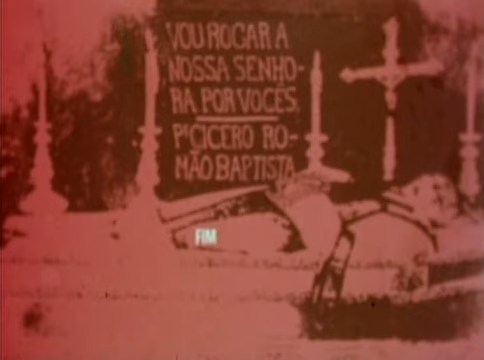 VOU ROGAR A
NOSSA SENHO-
RA POR VOCÊS.
Pᵉ CICERO RO-
MÃO BAPTISTA
FIM